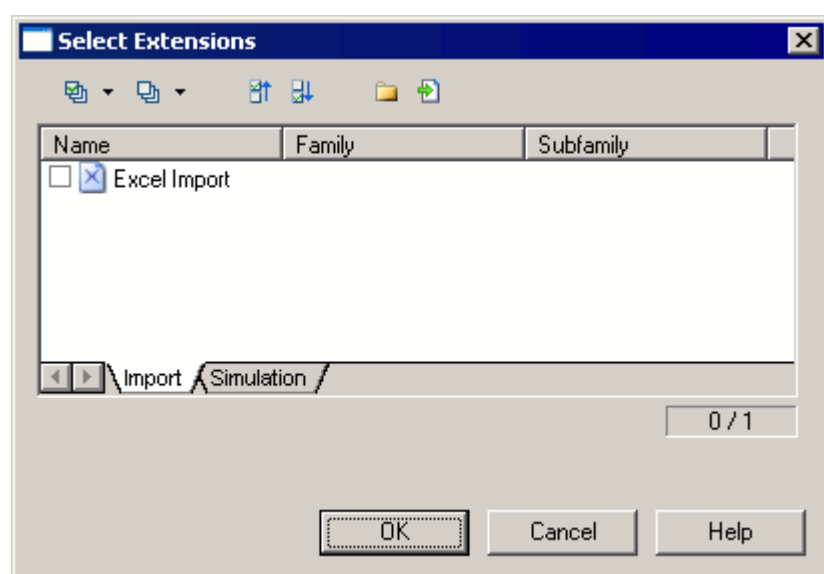 Select Extensions
Name Family Subfamily
Excel Import
Import Simulation
0 / 1
OK Cancel Help